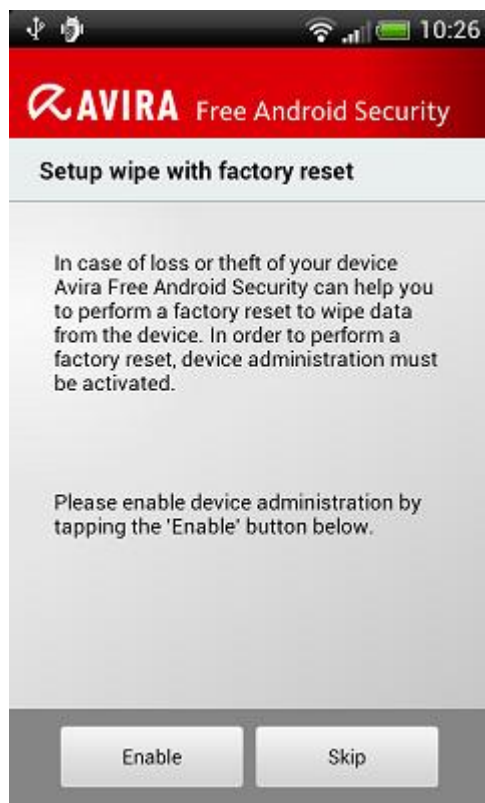 10:26
AVIRA Free Android Security
Setup wipe with factory reset
In case of loss or theft of your device
Avira Free Android Security can help you
to perform a factory reset to wipe data
from the device. In order to perform a
factory reset, device administration must
be activated.
Please enable device administration by
tapping the 'Enable' button below.
Enable Skip